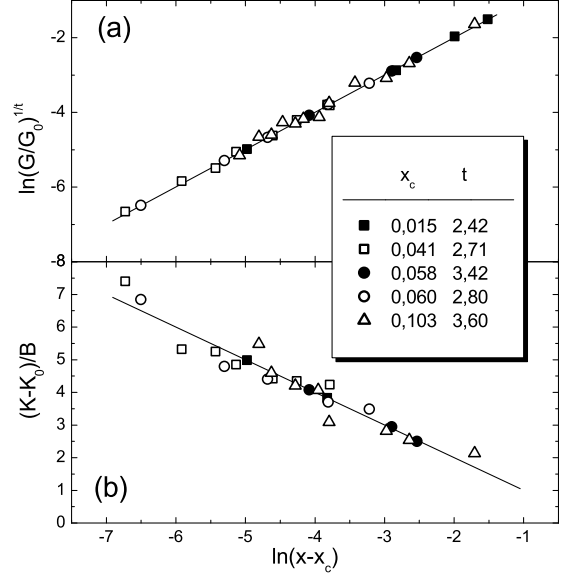 (a)
ln(G/G0)1/t
-2
-4
-6
-8
xc t
0,015 2,42
0,041 2,71
0,058 3,42
0,060 2,80
0,103 3,60
(K-K0)/B
7
6
5
4
3
2
1
0
(b)
-7 -6 -5 -4 -3 -2 -1
ln(x-xc)